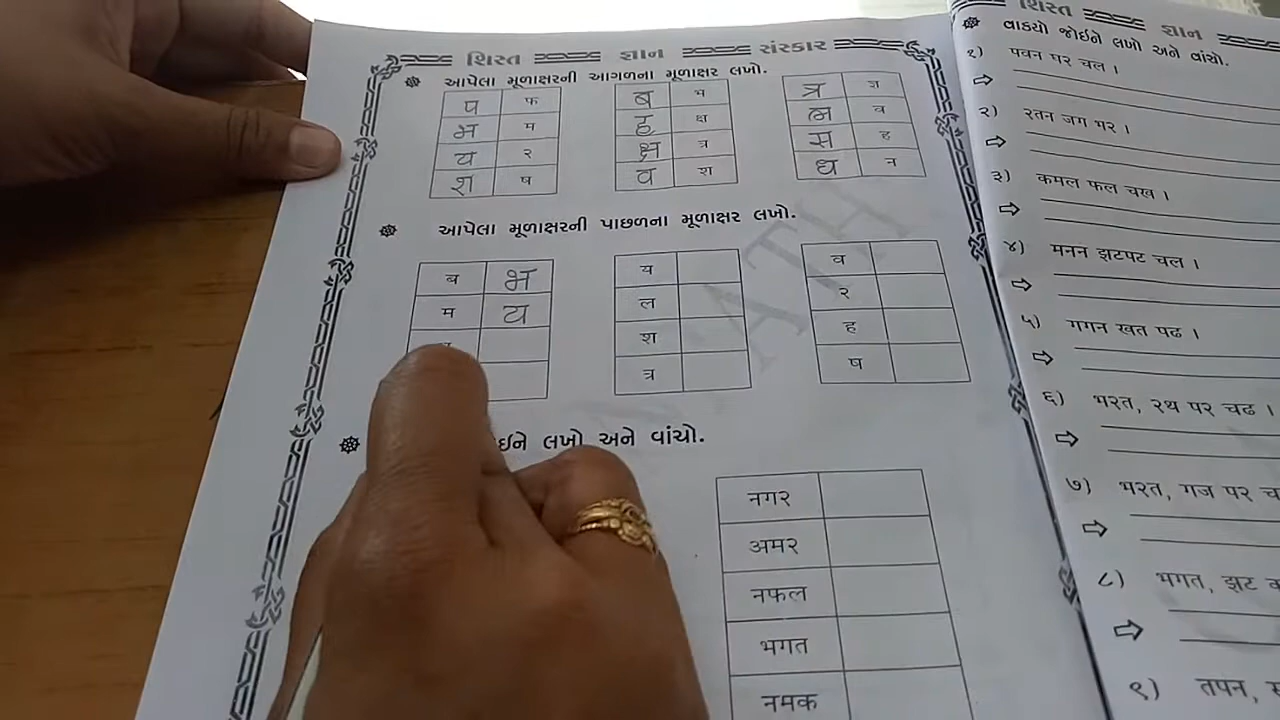 શિસ્ત જ્ઞાન સંસ્કાર
આપેલા મૂળાક્ષરની આગળના મૂળાક્ષર લખો.
प फ ब भ त्र ज्ञ
भ म ह क्ष ल व
य र क्ष त्र स ह
श ष व श ध न
આપેલા મૂળાક્ષરની પાછળના મૂળાક્ષર લખો.
ब भ य व
म य ल र
श ह
त्र ष
લખો અને વાંચો.
नगर
अमर
नफल
भगत
नमक
શિસ્ત જ્ઞાન
વાક્યો જોઈને લખો અને વાંચો.
૧) पवन पर चल ।
૨) रतन जग भर ।
૩) कमल फल चख ।
૪) मनन झटपट चल ।
૫) गगन खत पढ ।
૬) भरत, रथ पर चढ ।
૭) भरत, गज पर
૮) भगत, झट
૯) तपन,